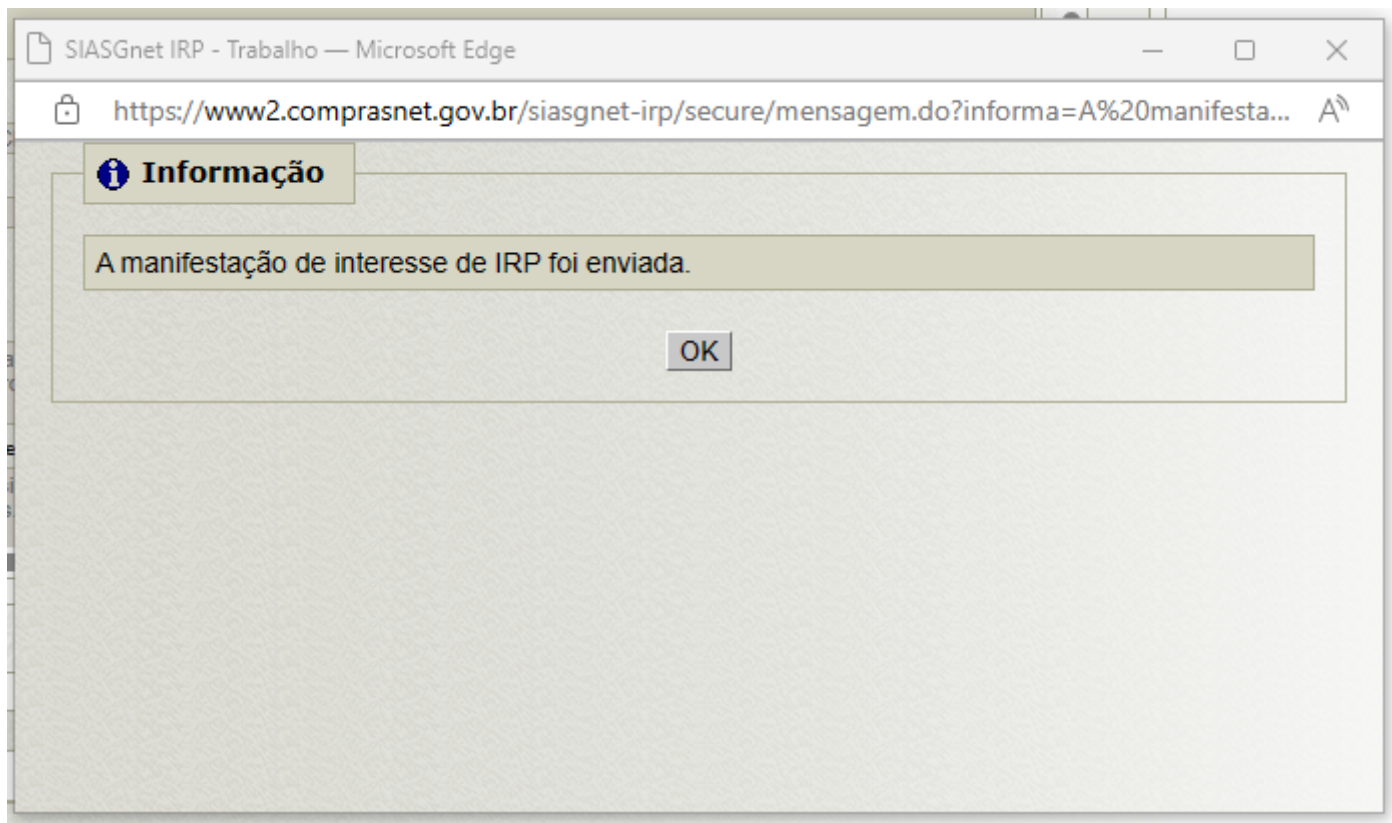 SIASGnet IRP - Trabalho — Microsoft Edge
https://www2.comprasnet.gov.br/siasgnet-irp/secure/mensagem.do?informa=A%20manifesta...
Informação
A manifestação de interesse de IRP foi enviada.
OK